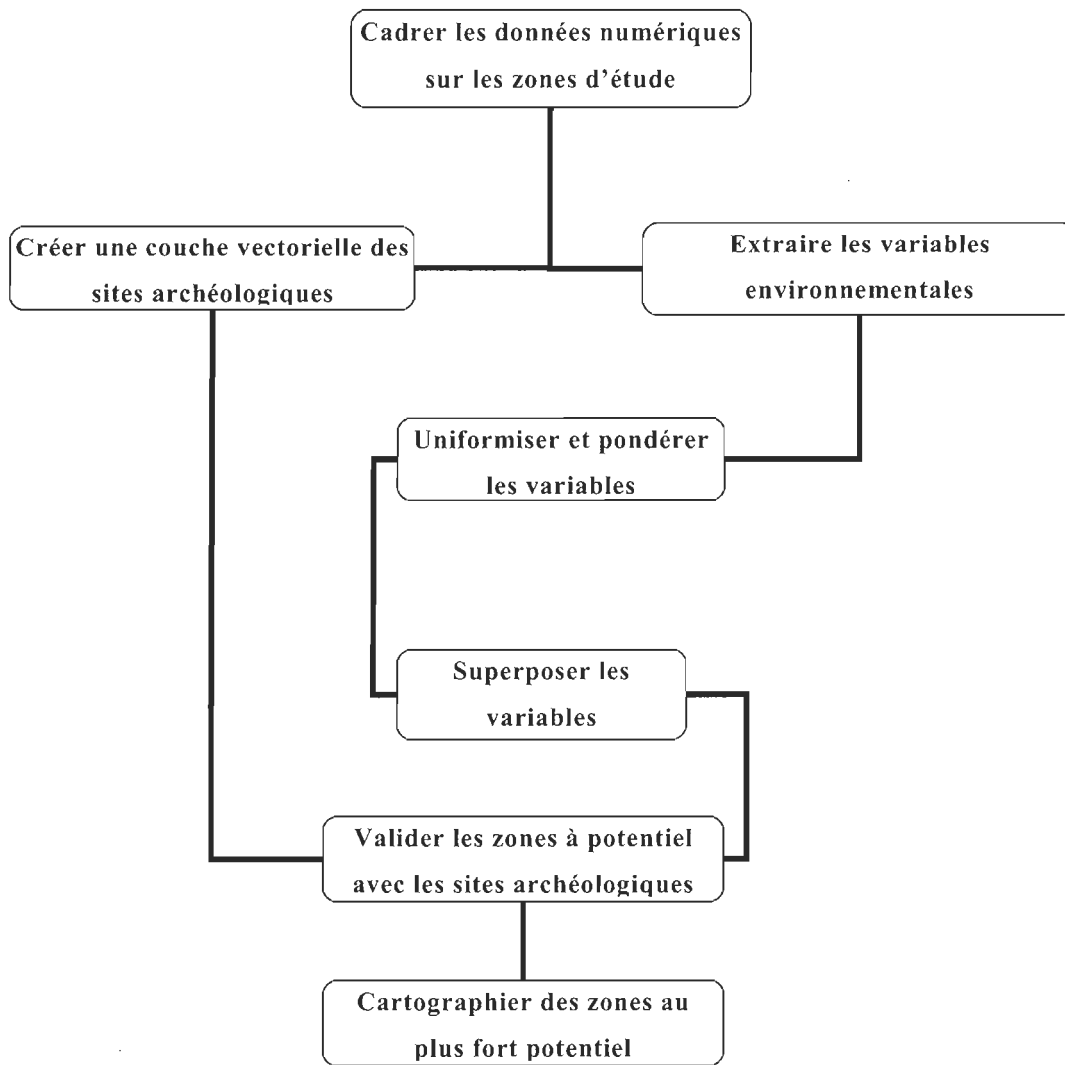 Cadrer les données numériques
sur les zones d'étude
Créer une couche vectorielle des
sites archéologiques
Extraire les variables
environnementales
Uniformiser et pondérer
les variables
Superposer les
variables
Valider les zones à potentiel
avec les sites archéologiques
Cartographier des zones au
plus fort potentiel